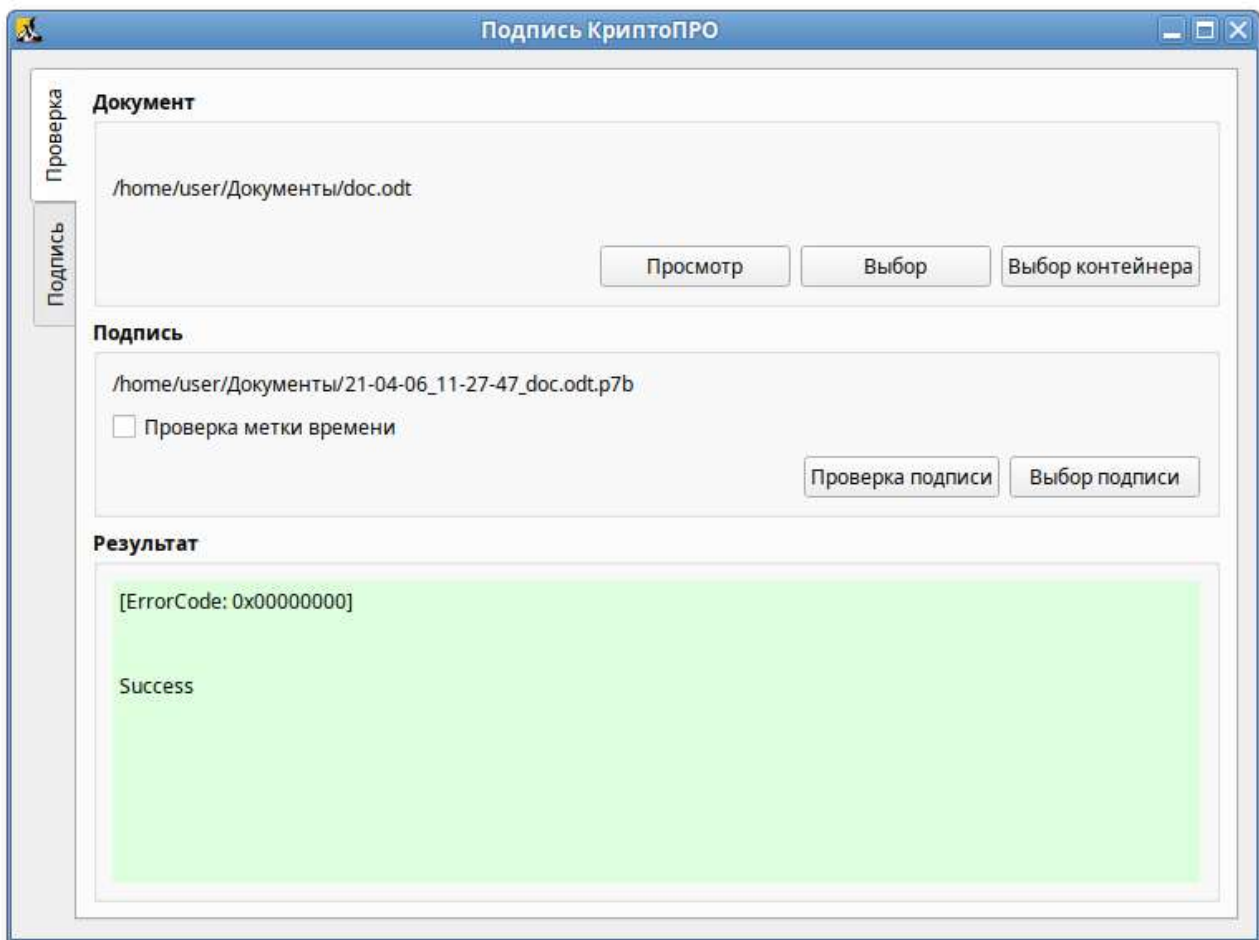 Подпись КриптоПРО
Проверка
Подпись
Документ
/home/user/Документы/doc.odt
Просмотр
Выбор
Выбор контейнера
Подпись
/home/user/Документы/21-04-06_11-27-47_doc.odt.p7b
Проверка метки времени
Проверка подписи
Выбор подписи
Результат
[ErrorCode: 0x00000000]
Success